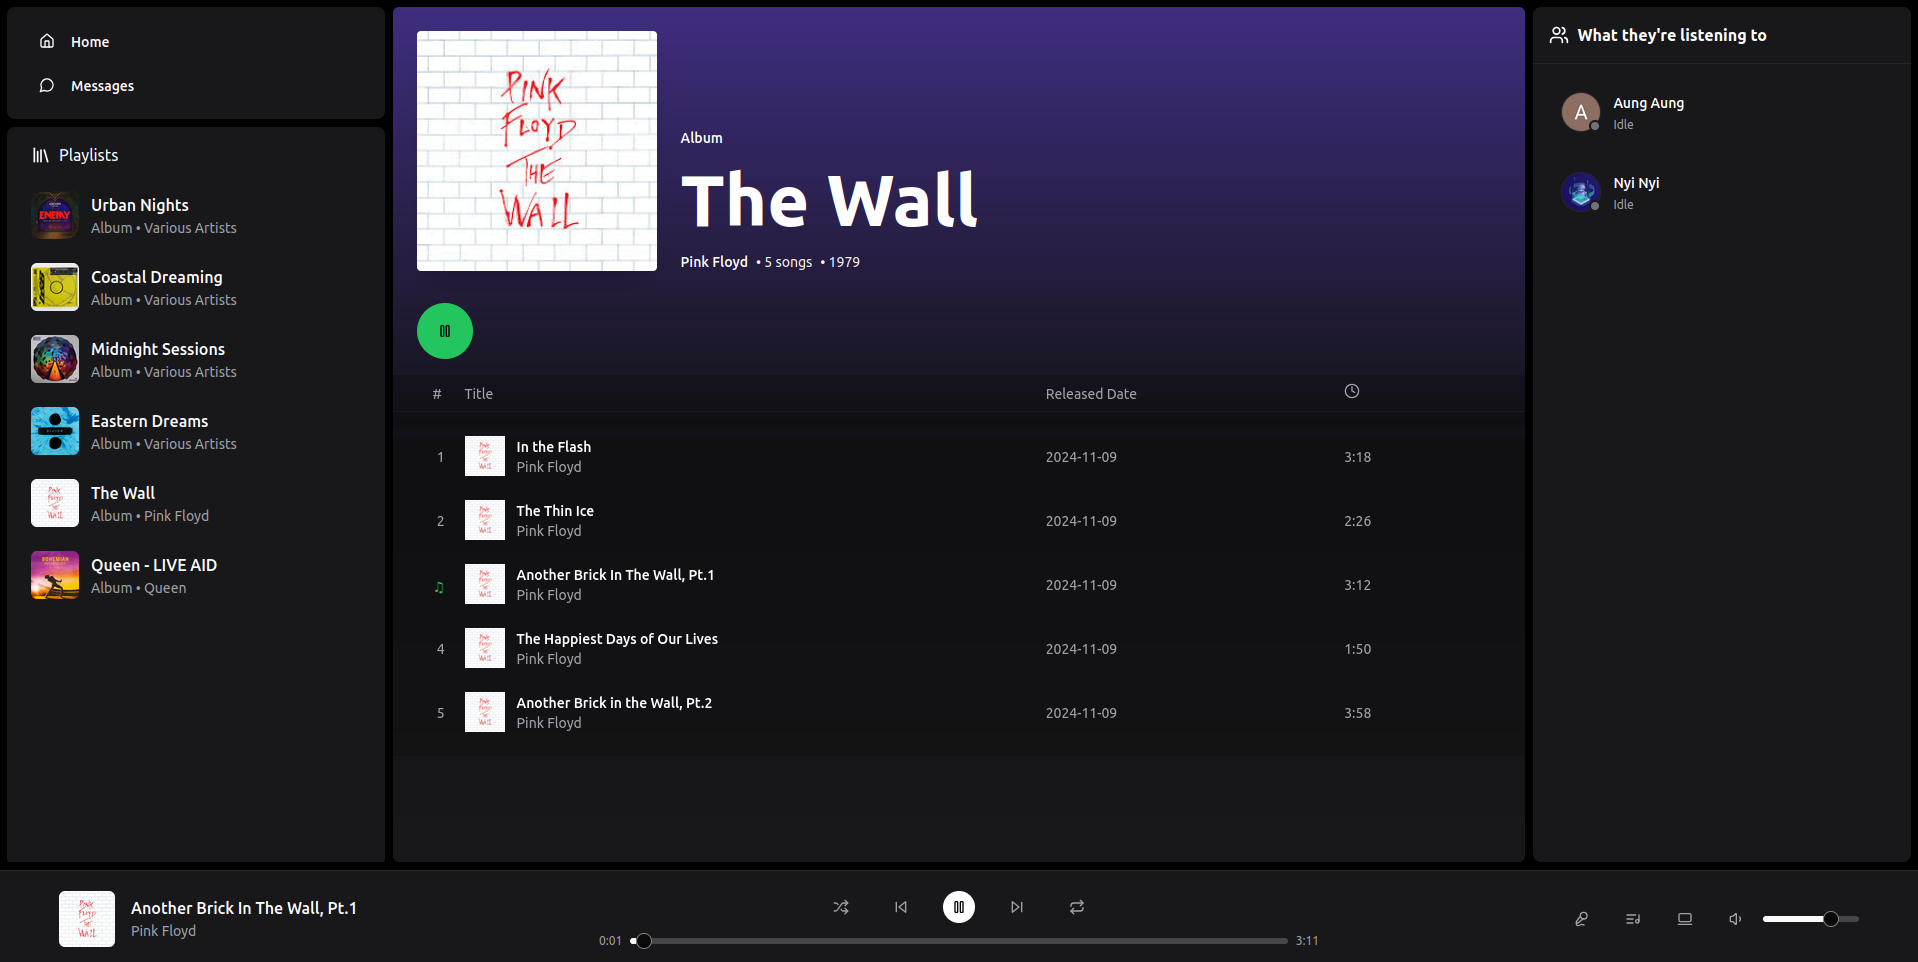 Home
Messages
Playlists
Urban Nights
Album • Various Artists
Coastal Dreaming
Album • Various Artists
Midnight Sessions
Album • Various Artists
Eastern Dreams
Album • Various Artists
The Wall
Album • Pink Floyd
Queen - LIVE AID
Album • Queen
ENEMY
BOHEMIAN
PINK
FLOYD
THE
WALL
Album
The Wall
Pink Floyd • 5 songs • 1979
# Title Released Date
1 In the Flash 2024-11-09 3:18
Pink Floyd
2 The Thin Ice 2024-11-09 2:26
Pink Floyd
♫ Another Brick In The Wall, Pt.1 2024-11-09 3:12
Pink Floyd
4 The Happiest Days of Our Lives 2024-11-09 1:50
Pink Floyd
5 Another Brick in the Wall, Pt.2 2024-11-09 3:58
Pink Floyd
What they're listening to
A
Aung Aung
Idle
Nyi Nyi
Idle
Another Brick In The Wall, Pt.1
Pink Floyd
0:01 3:11